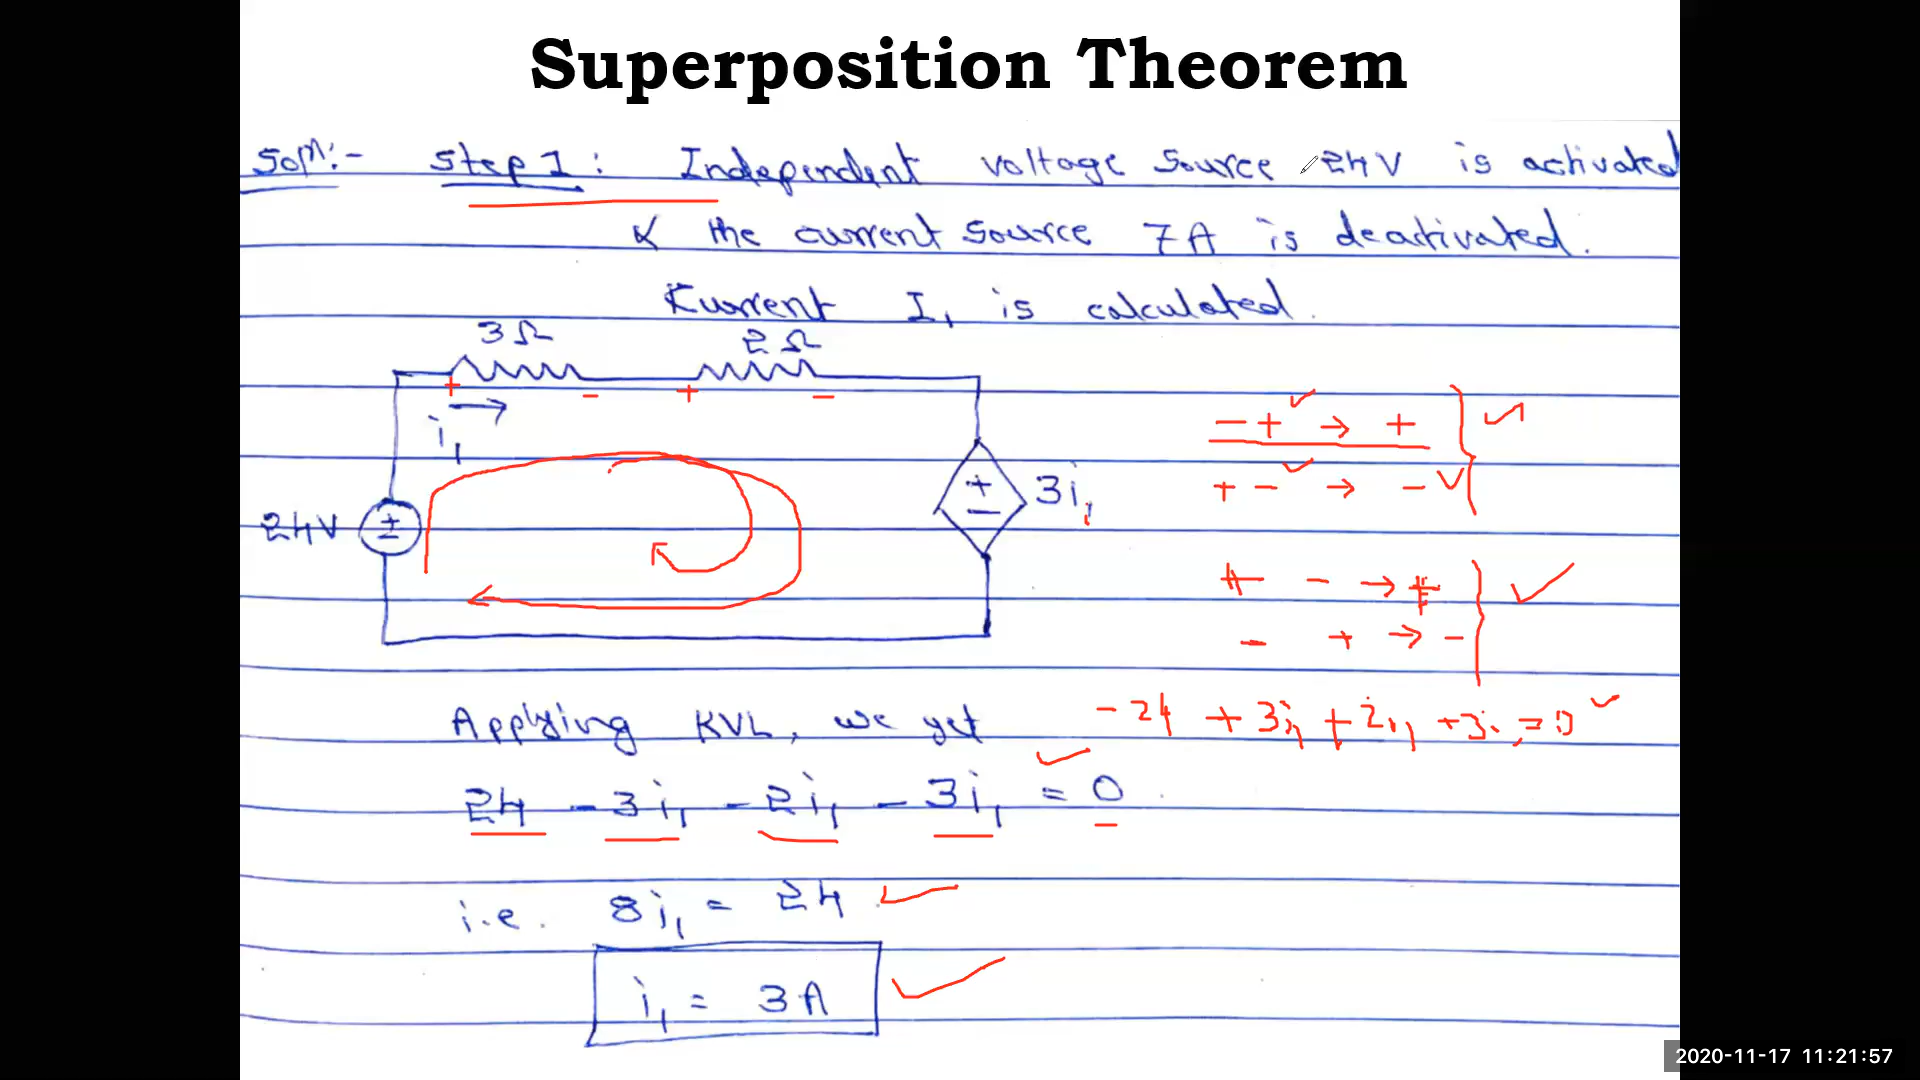 Superposition Theorem
Soln:- Step 1: Independent voltage source 24V is activated
& the current source 7A is deactivated.
Current I₁ is calculated.
3Ω 2Ω
+ - + -
i₁
- + → +
+ - → -
24V + - + - 3i₁
+ - → +
- + → -
Applying KVL, we get -24 + 3i₁ + 2i₁ + 3i₁ = 0
24 - 3i₁ - 2i₁ - 3i₁ = 0
i.e. 8i₁ = 24
i₁ = 3A
2020-11-17 11:21:57